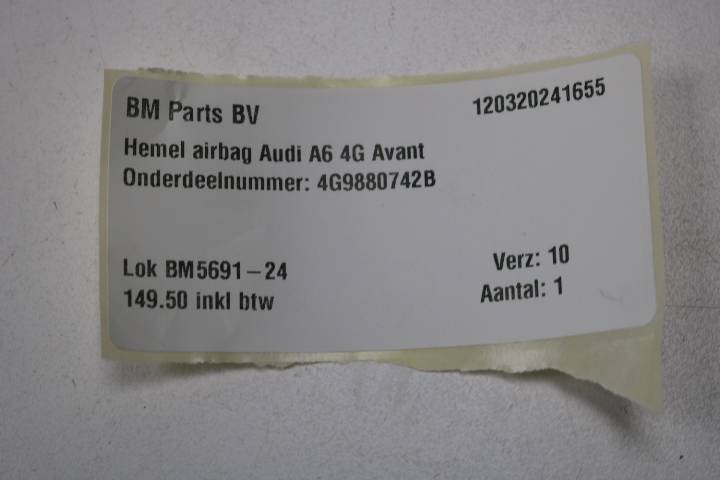 BM Parts BV
120320241655
Hemel airbag Audi A6 4G Avant
Onderdeelnummer: 4G9880742B
Lok BM5691-24
Verz: 10
149.50 inkl btw
Aantal: 1